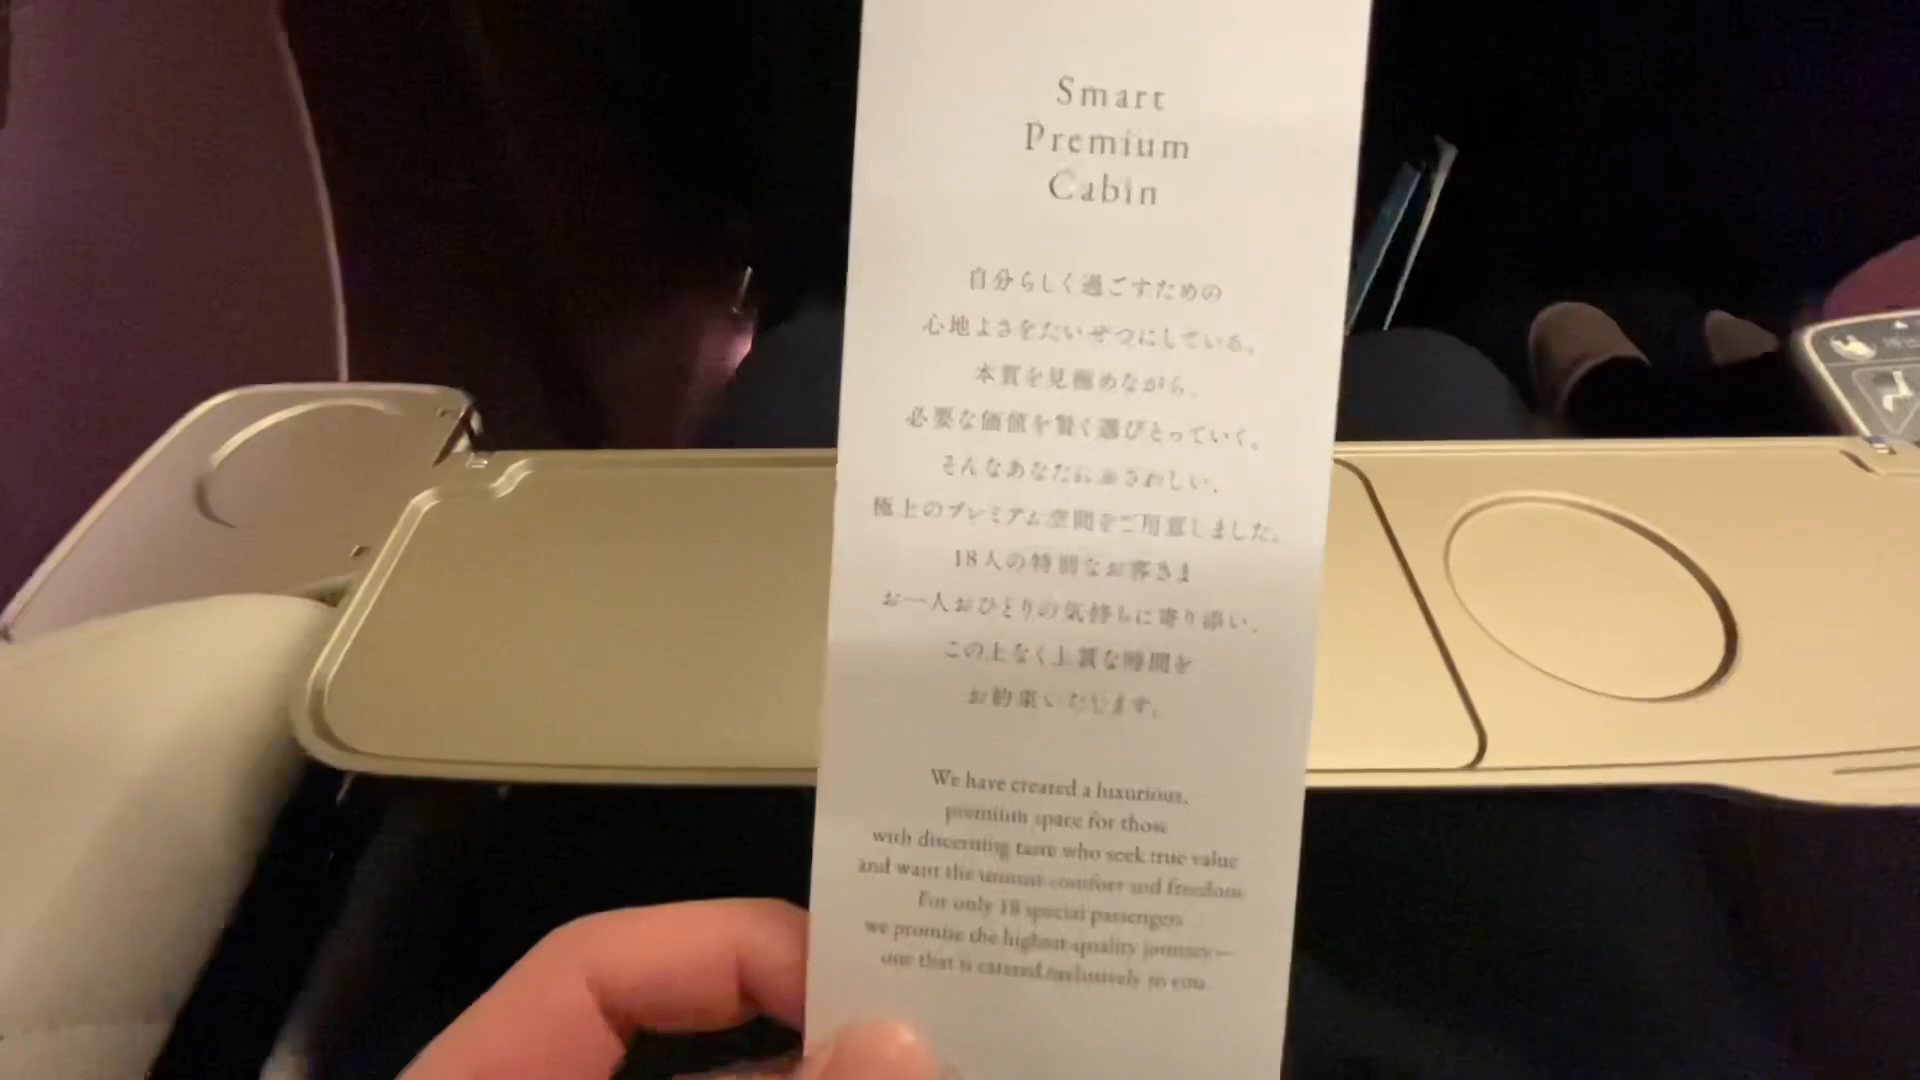 Smart
Premium
Cabin
自分らしく過ごすための
心地よさをたいせつにしている。
本質を見極めながら、
必要な価値を賢く選びとっていく。
そんなあなたにふさわしい、
極上のプレミアム空間をご用意しました。
18人の特別なお客さま
お一人おひとりの気持ちに寄り添い、
この上なく上質な時間を
お約束いたします。
We have created a luxurious,
premium space for those
with discerning taste who seek true value
and want the utmost comfort and freedom.
For only 18 special passengers
we promise the highest-quality journey—
one that is catered exclusively to you.